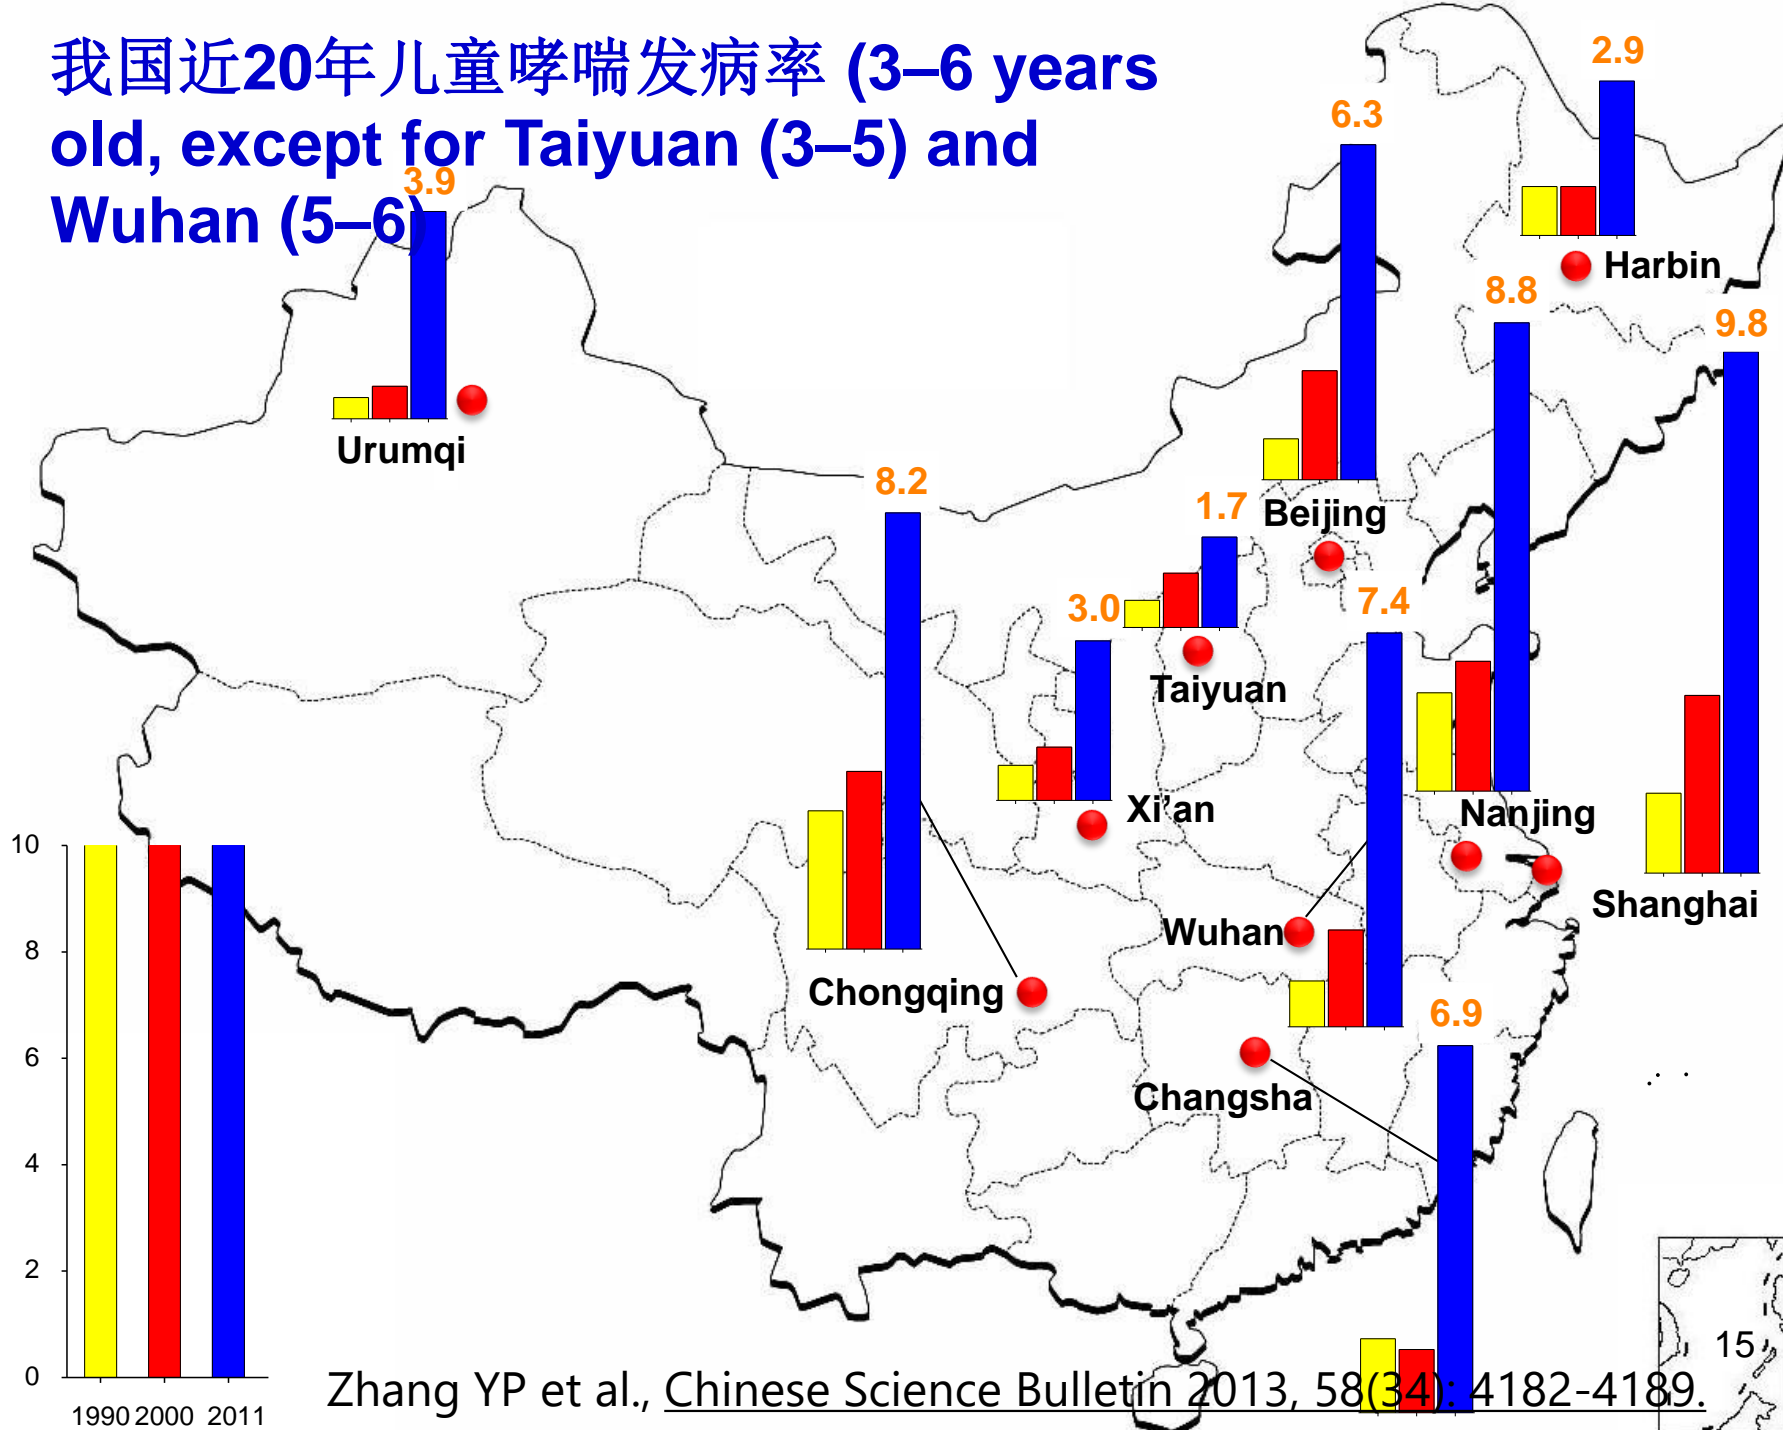 我国近20年儿童哮喘发病率 (3–6 years
old, except for Taiyuan (3–5) and
Wuhan (5–6)
3.9
Urumqi
2.9
Harbin
6.3
Beijing
8.8
Nanjing
9.8
Shanghai
8.2
Chongqing
1.7
Taiyuan
3.0
Xi’an
7.4
Wuhan
6.9
Changsha
10
8
6
4
2
0
1990 2000 2011
15
Zhang YP et al., Chinese Science Bulletin 2013, 58(34): 4182-4189.